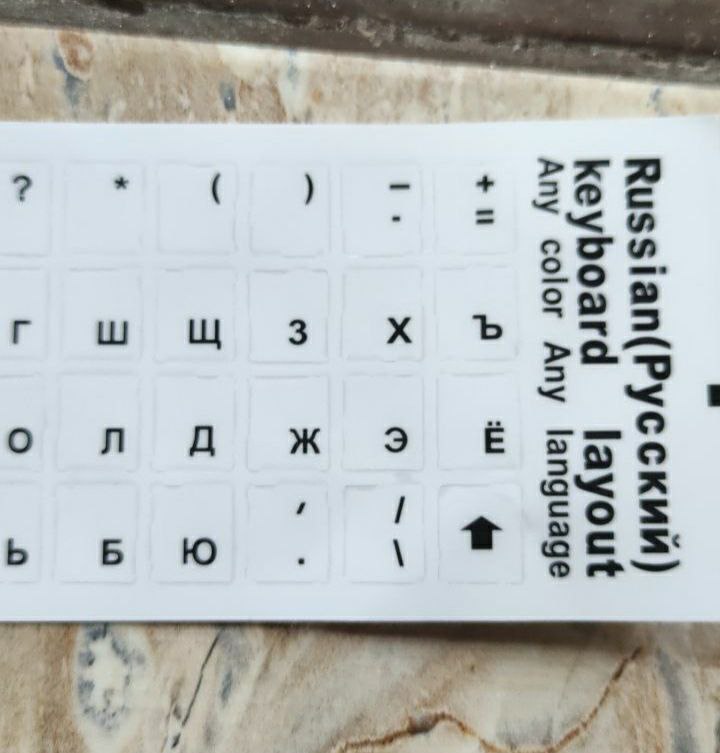 ? * ( ) - . + =
Г Ш Щ З Х Ъ
О Л Д Ж Э Ё
Ь Б Ю , . / \
Russian(Русский)
keyboard layout
Any color Any language